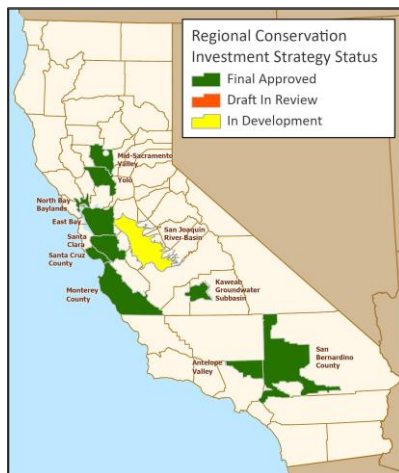 Regional Conservation
Investment Strategy Status
Final Approved
Draft In Review
In Development
Mid-Sacramento
Valley
Yolo
North Bay
Baylands
East Bay
Santa
Clara
Santa Cruz
County
San Joaquin
River Basin
Monterey
County
Kaweah
Groundwater
Subbasin
Antelope
Valley
San
Bernardino
County